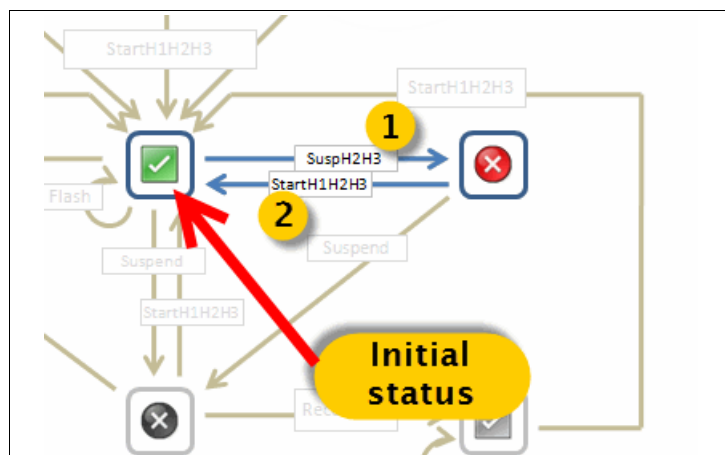 StartH1H2H3
StartH1H2H3
1
SuspH2H3
StartH1H2H3
Flash
2
Suspend
Suspend
StartH1H2H3
Initial
status